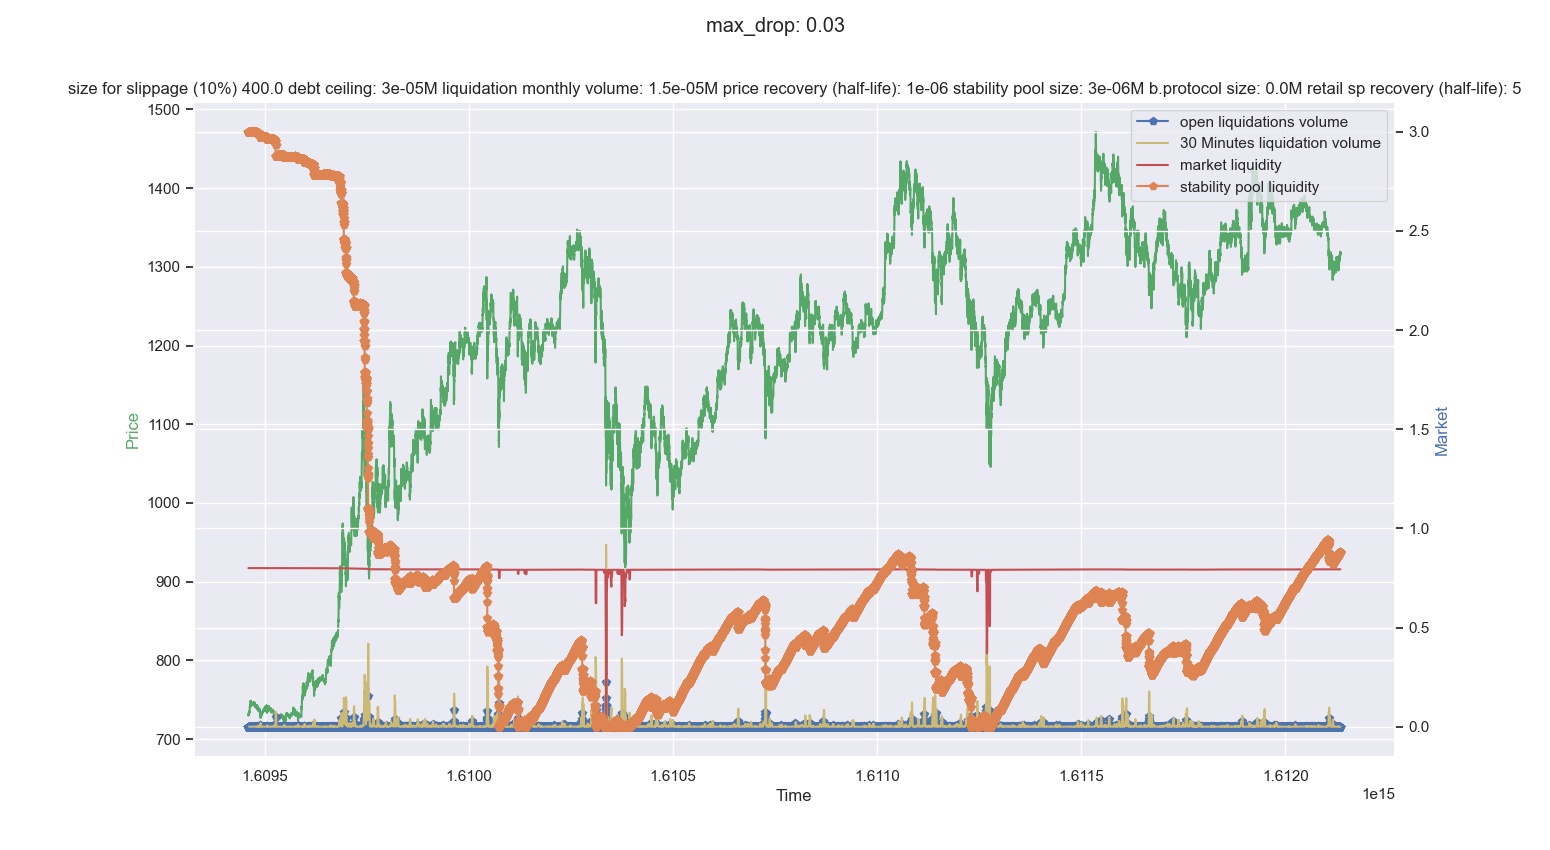 max_drop: 0.03
size for slippage (10%) 400.0 debt ceiling: 3e-05M liquidation monthly volume: 1.5e-05M price recovery (half-life): 1e-06 stability pool size: 3e-06M b.protocol size: 0.0M retail sp recovery (half-life): 5
open liquidations volume
30 Minutes liquidation volume
market liquidity
stability pool liquidity
1500
1400
1300
1200
1100
1000
900
800
700
Price
3.0
2.5
2.0
1.5
1.0
0.5
0.0
Market
1.6095
1.6100
1.6105
1.6110
1.6115
1.6120
1e15
Time